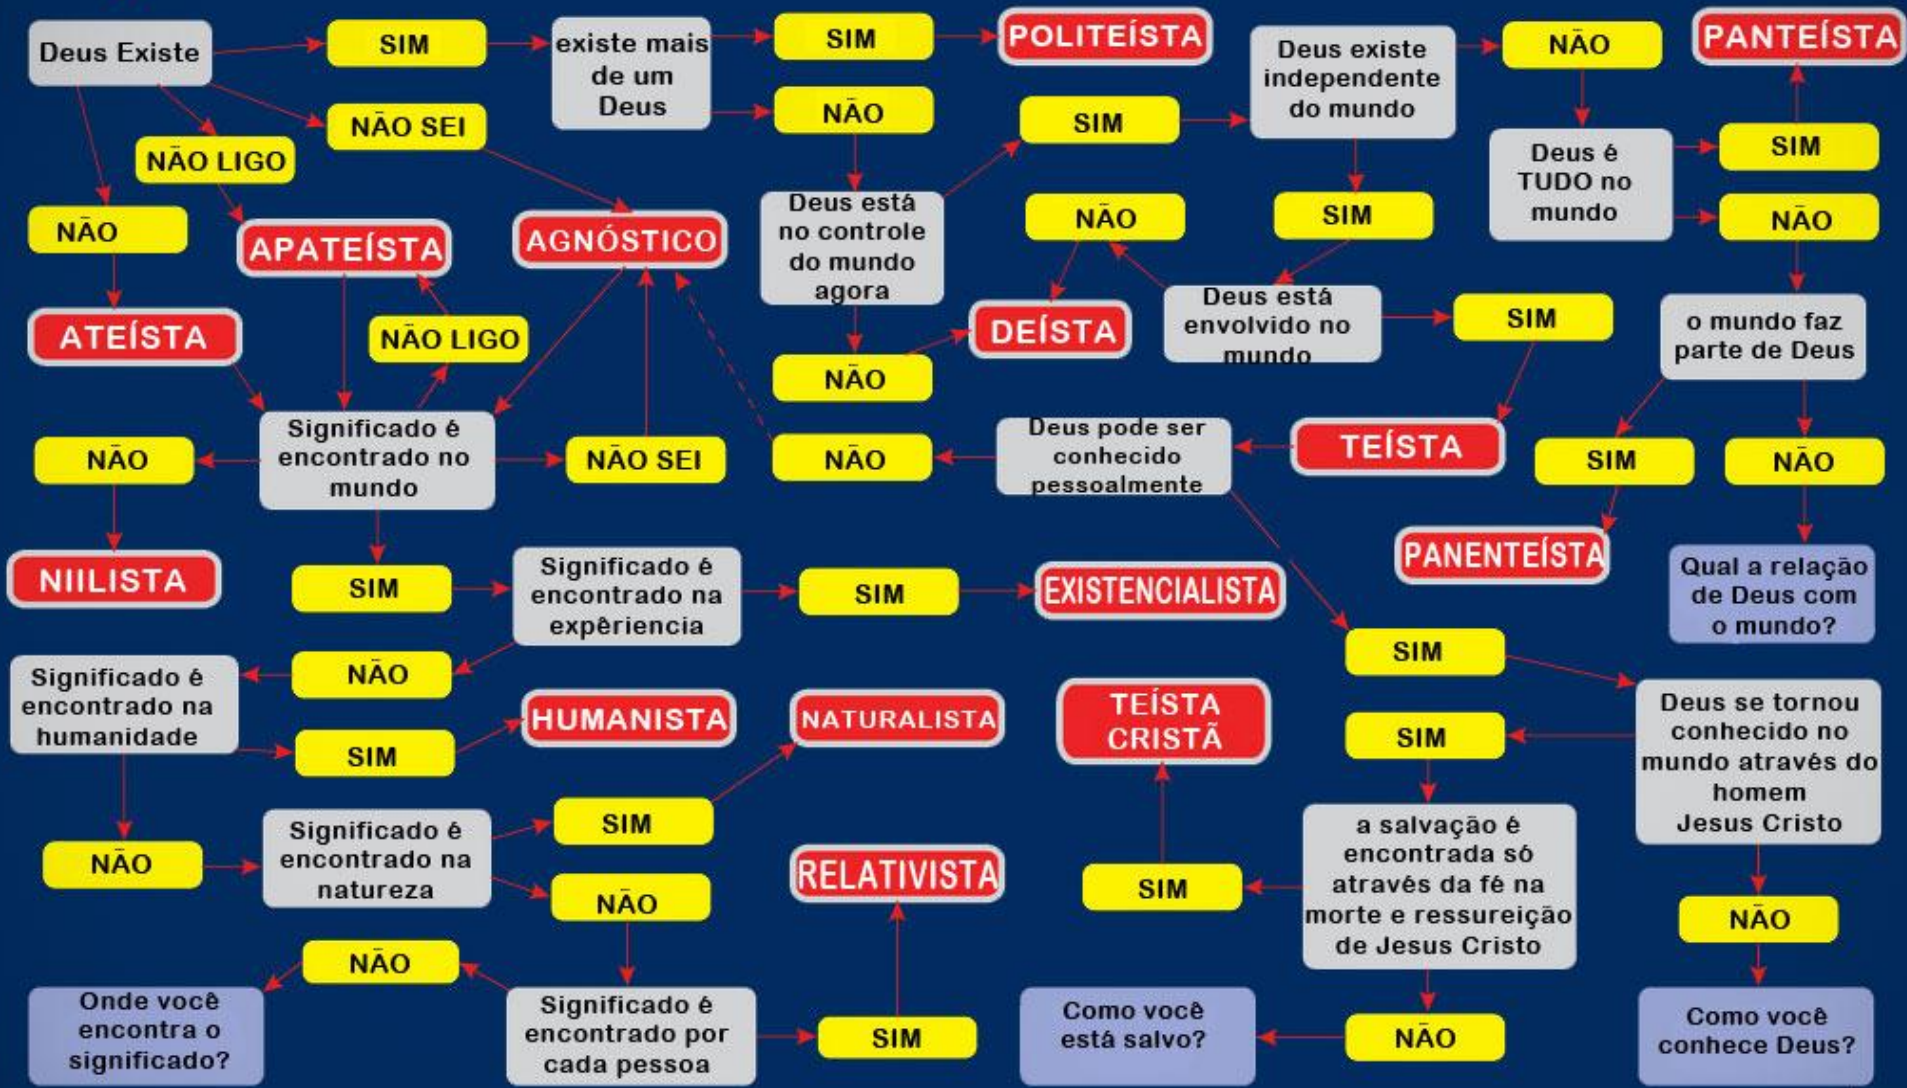 Deus Existe
SIM
existe mais
de um
Deus
SIM
POLITEÍSTA
Deus existe
independente
do mundo
NÃO
PANTEÍSTA
NÃO SEI
NÃO LIGO
NÃO
SIM
Deus é
TUDO no
mundo
SIM
NÃO
APATEÍSTA
AGNÓSTICO
Deus está
no controle
do mundo
agora
NÃO
SIM
NÃO
ATEÍSTA
NÃO LIGO
NÃO
DEÍSTA
Deus está
envolvido no
mundo
SIM
o mundo faz
parte de Deus
NÃO
Significado é
encontrado no
mundo
NÃO SEI
NÃO
Deus pode ser
conhecido
pessoalmente
TEÍSTA
SIM
NÃO
NIILISTA
SIM
Significado é
encontrado na
expêriencia
SIM
EXISTENCIALISTA
PANENTEÍSTA
Qual a relação
de Deus com
o mundo?
Significado é
encontrado na
humanidade
NÃO
SIM
HUMANISTA
NATURALISTA
TEÍSTA
CRISTÃ
SIM
SIM
Deus se tornou
conhecido no
mundo através do
homem
Jesus Cristo
NÃO
Significado é
encontrado na
natureza
SIM
NÃO
RELATIVISTA
SIM
a salvação é
encontrada só
através da fé na
morte e ressureição
de Jesus Cristo
NÃO
NÃO
Onde você
encontra o
significado?
Significado é
encontrado por
cada pessoa
SIM
Como você
está salvo?
NÃO
Como você
conhece Deus?